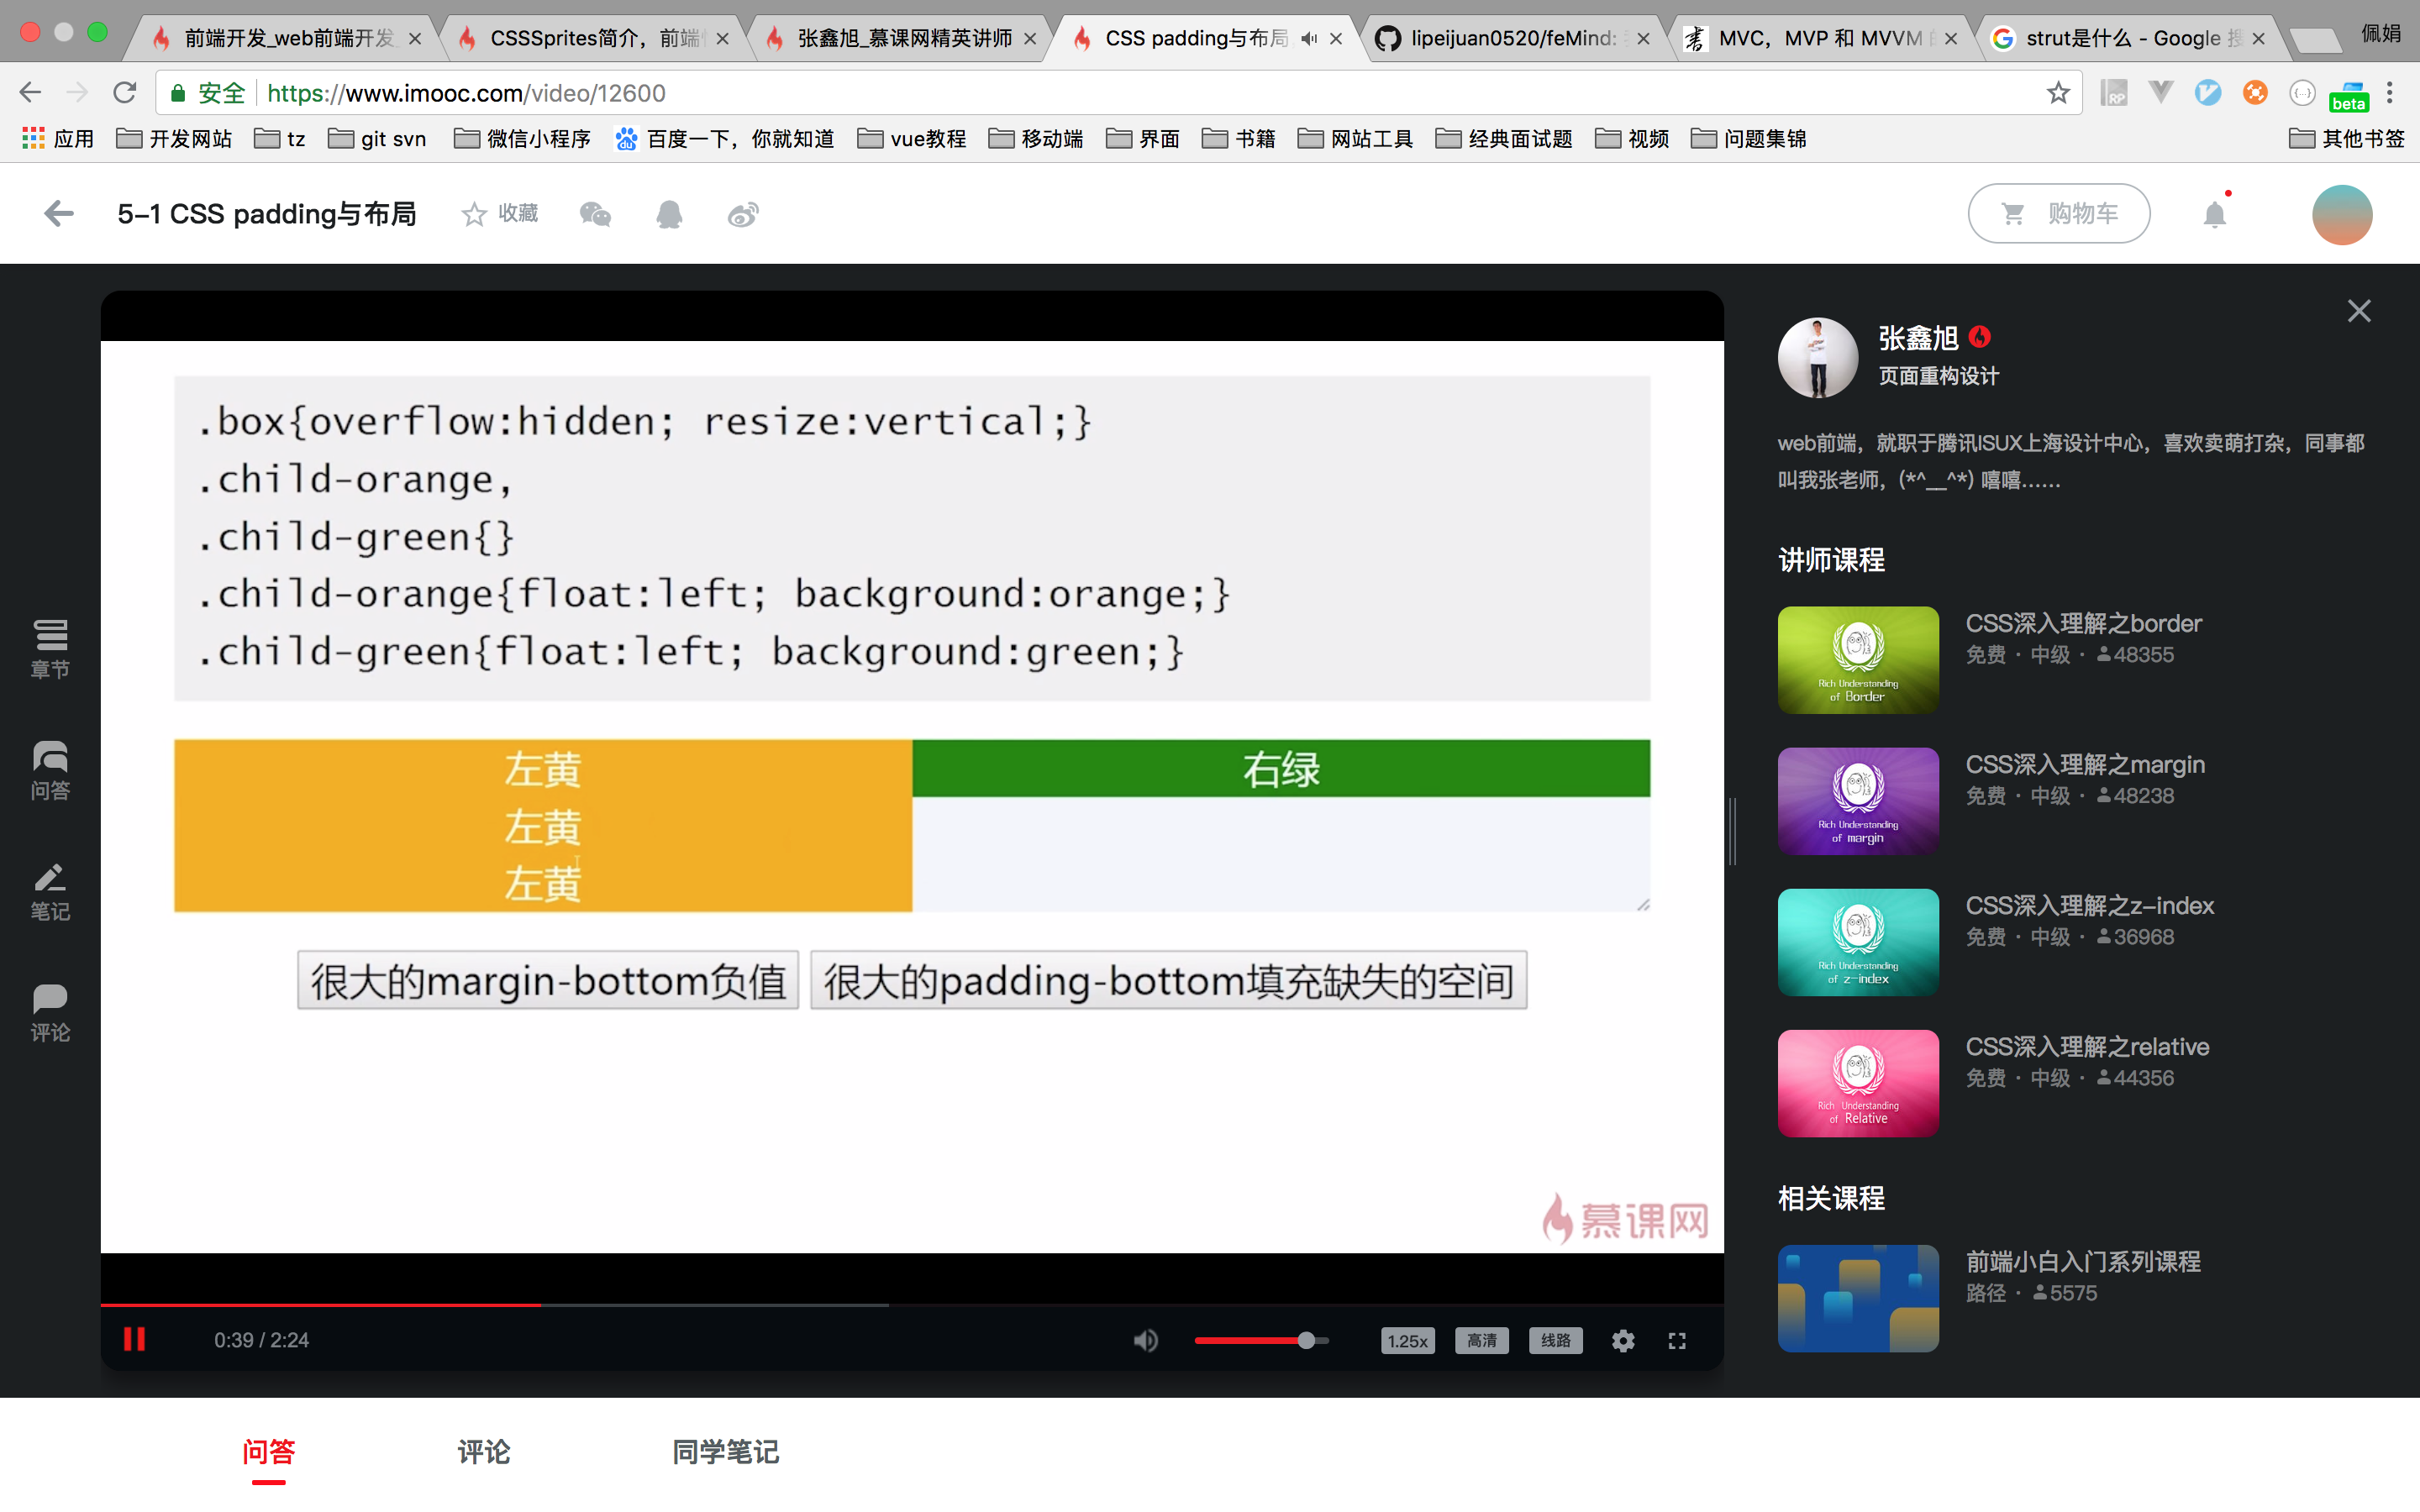 前端开发_web前端开发
CSSSprites简介，前端
张鑫旭_慕课网精英讲师
CSS padding与布局
lipeijuan0520/feMind:
MVC，MVP 和 MVVM
strut是什么 - Google 搜
佩娟
安全
https://www.imooc.com/video/12600
RP
{...}
beta
应用
开发网站
tz
git svn
微信小程序
百度一下，你就知道
vue教程
移动端
界面
书籍
网站工具
经典面试题
视频
问题集锦
其他书签
5-1 CSS padding与布局
收藏
购物车
章节
问答
笔记
评论
.box{overflow:hidden; resize:vertical;}
.child-orange,
.child-green{}
.child-orange{float:left; background:orange;}
.child-green{float:left; background:green;}
左黄
左黄
左黄
右绿
很大的margin-bottom负值
很大的padding-bottom填充缺失的空间
慕课网
0:39 / 2:24
1.25x
高清
线路
张鑫旭
页面重构设计
web前端，就职于腾讯ISUX上海设计中心，喜欢卖萌打杂，同事都
叫我张老师，(*^__^*) 嘻嘻……
讲师课程
Rich Understanding
of Border
CSS深入理解之border
免费 · 中级 · 48355
Rich Understanding
of margin
CSS深入理解之margin
免费 · 中级 · 48238
Rich Understanding
of z-index
CSS深入理解之z-index
免费 · 中级 · 36968
Rich Understanding
of Relative
CSS深入理解之relative
免费 · 中级 · 44356
相关课程
前端小白入门系列课程
路径 · 5575
问答
评论
同学笔记